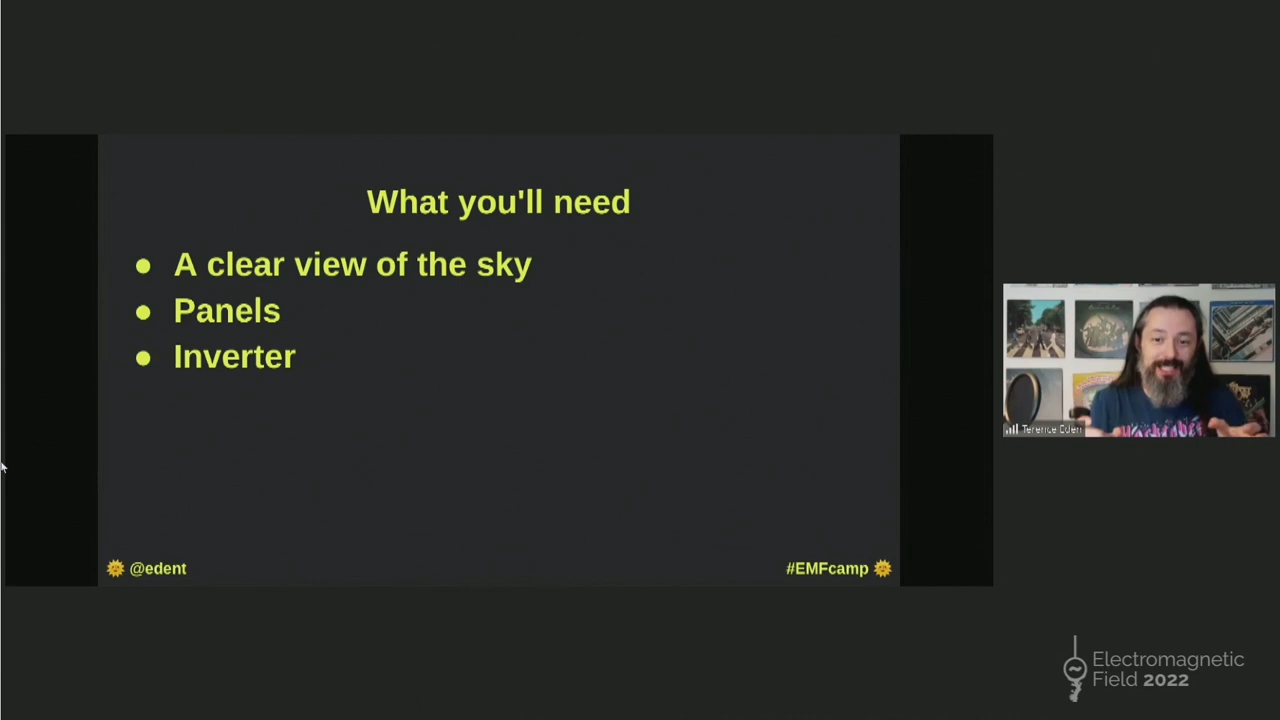 What you'll need
● A clear view of the sky
● Panels
● Inverter
@edent
#EMFcamp
Terence Eden
Electromagnetic
Field 2022